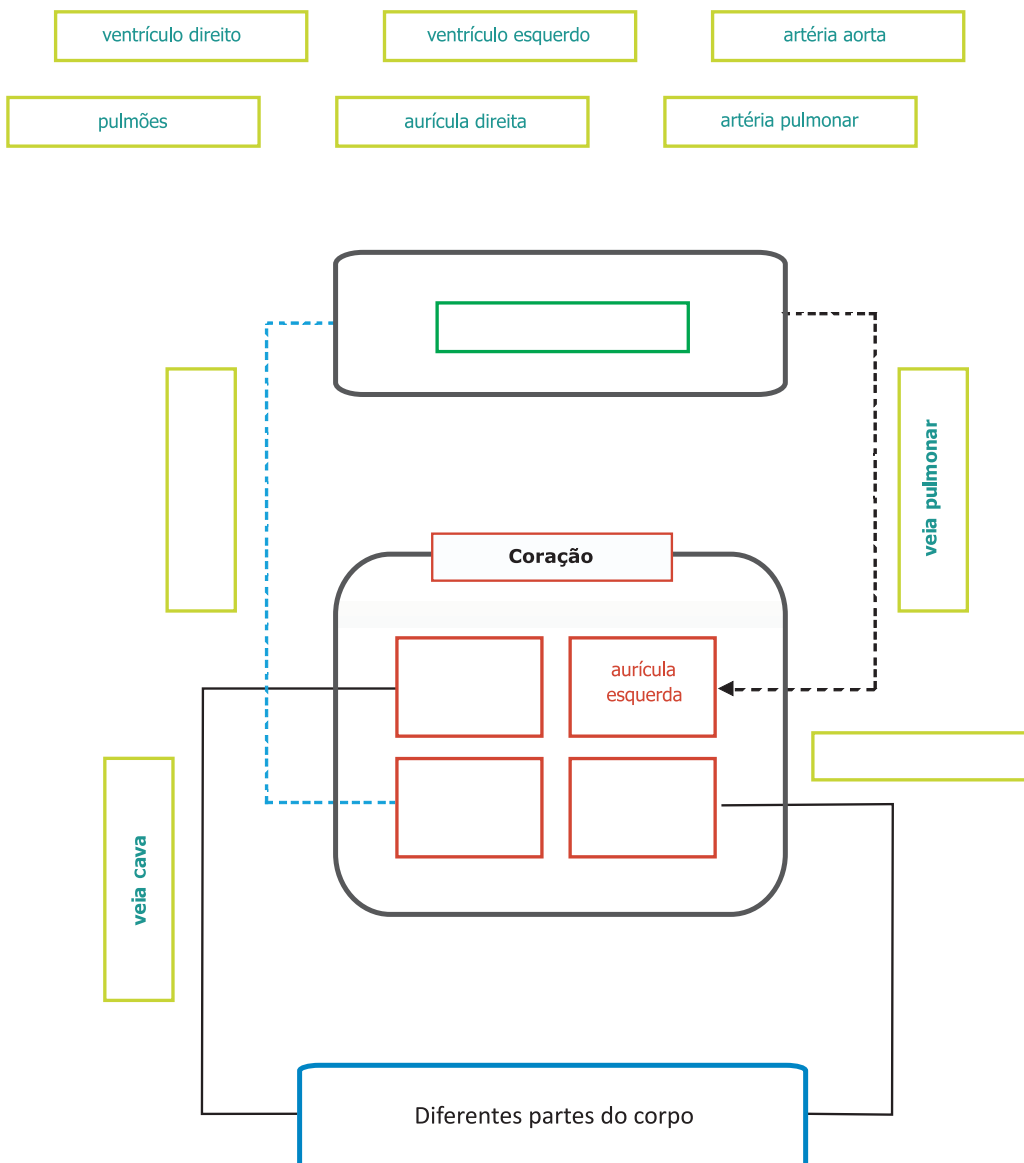 ventrículo direito
ventrículo esquerdo
artéria aorta
pulmões
aurícula direita
artéria pulmonar
veia pulmonar
Coração
aurícula
esquerda
veia cava
Diferentes partes do corpo